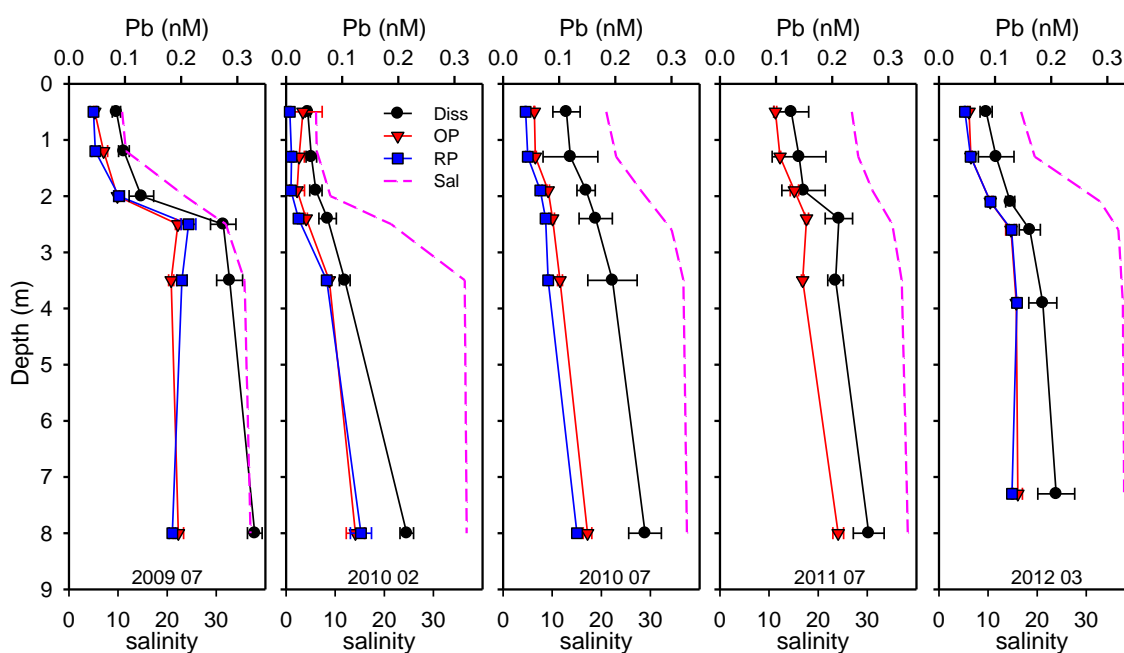 Pb (nM) Pb (nM) Pb (nM) Pb (nM) Pb (nM)
0.0 0.1 0.2 0.3 0.0 0.1 0.2 0.3 0.0 0.1 0.2 0.3 0.0 0.1 0.2 0.3 0.0 0.1 0.2 0.3
0
1
2
3
4
5
6
7
8
9
Depth (m)
Diss
OP
RP
Sal
2009 07 2010 02 2010 07 2011 07 2012 03
0 10 20 30 0 10 20 30 0 10 20 30 0 10 20 30 0 10 20 30
salinity salinity salinity salinity salinity